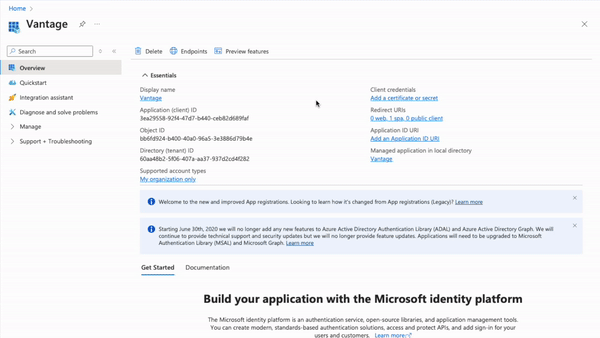 Home
Vantage
Search
Overview
Quickstart
Integration assistant
Diagnose and solve problems
Manage
Support + Troubleshooting
Delete
Endpoints
Preview features
Essentials
Display name
Vantage
Application (client) ID
3ea29558-92f4-47d7-b440-ceb82d689faf
Object ID
bb6fd924-b400-40a0-96a5-3e3886d79b4e
Directory (tenant) ID
60aa48b2-5f06-407a-aa37-937d2cd4f282
Supported account types
My organization only
Client credentials
Add a certificate or secret
Redirect URIs
0 web, 1 spa, 0 public client
Application ID URI
Add an Application ID URI
Managed application in local directory
Vantage
Welcome to the new and improved App registrations. Looking to learn how it's changed from App registrations (Legacy)? Learn more
Starting June 30th, 2020 we will no longer add any new features to Azure Active Directory Authentication Library (ADAL) and Azure Active Directory Graph. We will
continue to provide technical support and security updates but we will no longer provide feature updates. Applications will need to be upgraded to Microsoft
Authentication Library (MSAL) and Microsoft Graph. Learn more
Get Started
Documentation
Build your application with the Microsoft identity platform
The Microsoft identity platform is an authentication service, open-source libraries, and application management tools.
You can create modern, standards-based authentication solutions, access and protect APIs, and add sign-in for your
users and customers. Learn more